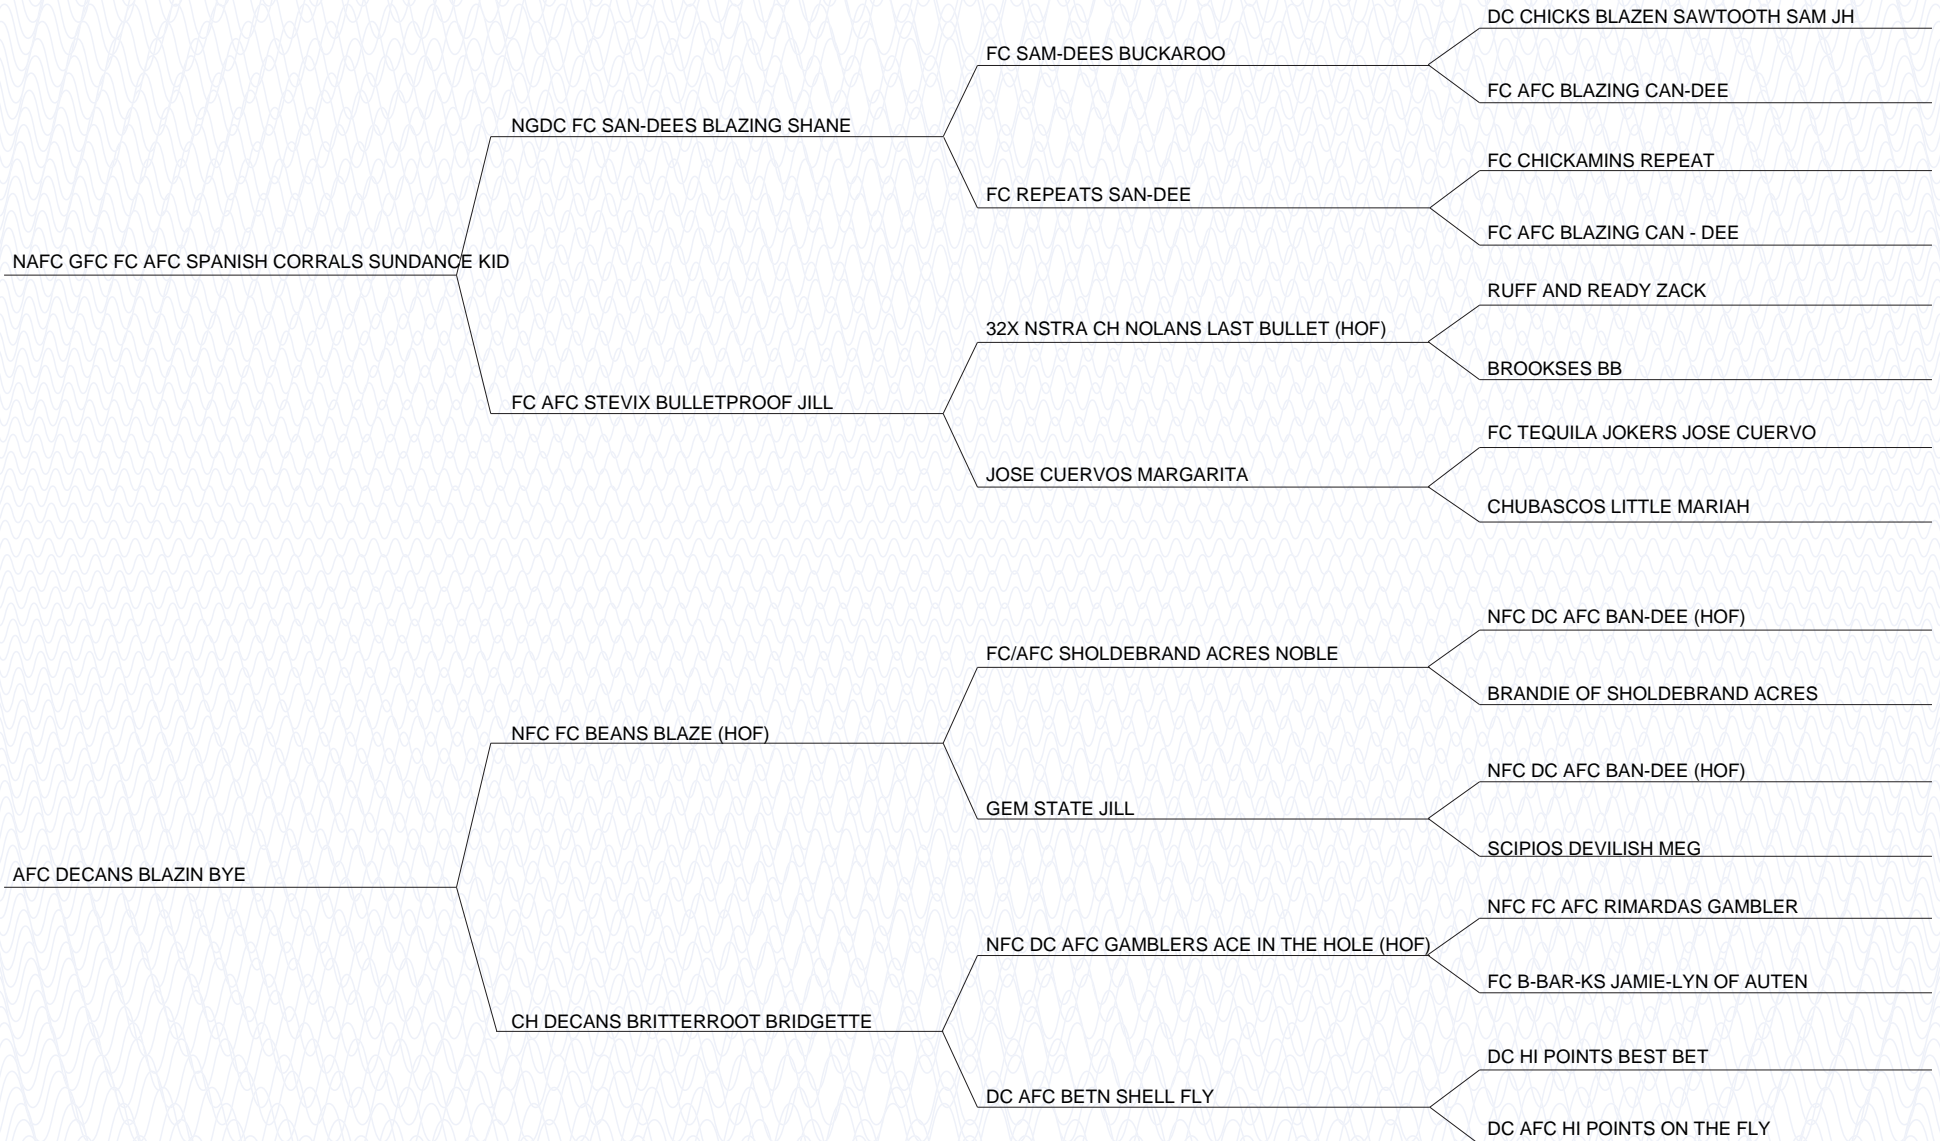 DC CHICKS BLAZEN SAWTOOTH SAM JH
FC SAM-DEES BUCKAROO
FC AFC BLAZING CAN-DEE
NGDC FC SAN-DEES BLAZING SHANE
FC CHICKAMINS REPEAT
FC REPEATS SAN-DEE
FC AFC BLAZING CAN - DEE
NAFC GFC FC AFC SPANISH CORRALS SUNDANCE KID
RUFF AND READY ZACK
32X NSTRA CH NOLANS LAST BULLET (HOF)
BROOKSES BB
FC AFC STEVIX BULLETPROOF JILL
FC TEQUILA JOKERS JOSE CUERVO
JOSE CUERVOS MARGARITA
CHUBASCOS LITTLE MARIAH
NFC DC AFC BAN-DEE (HOF)
FC/AFC SHOLDEBRAND ACRES NOBLE
BRANDIE OF SHOLDEBRAND ACRES
NFC FC BEANS BLAZE (HOF)
NFC DC AFC BAN-DEE (HOF)
GEM STATE JILL
SCIPIOS DEVILISH MEG
AFC DECANS BLAZIN BYE
NFC FC AFC RIMARDAS GAMBLER
NFC DC AFC GAMBLERS ACE IN THE HOLE (HOF)
FC B-BAR-KS JAMIE-LYN OF AUTEN
CH DECANS BRITTERROOT BRIDGETTE
DC HI POINTS BEST BET
DC AFC BETN SHELL FLY
DC AFC HI POINTS ON THE FLY